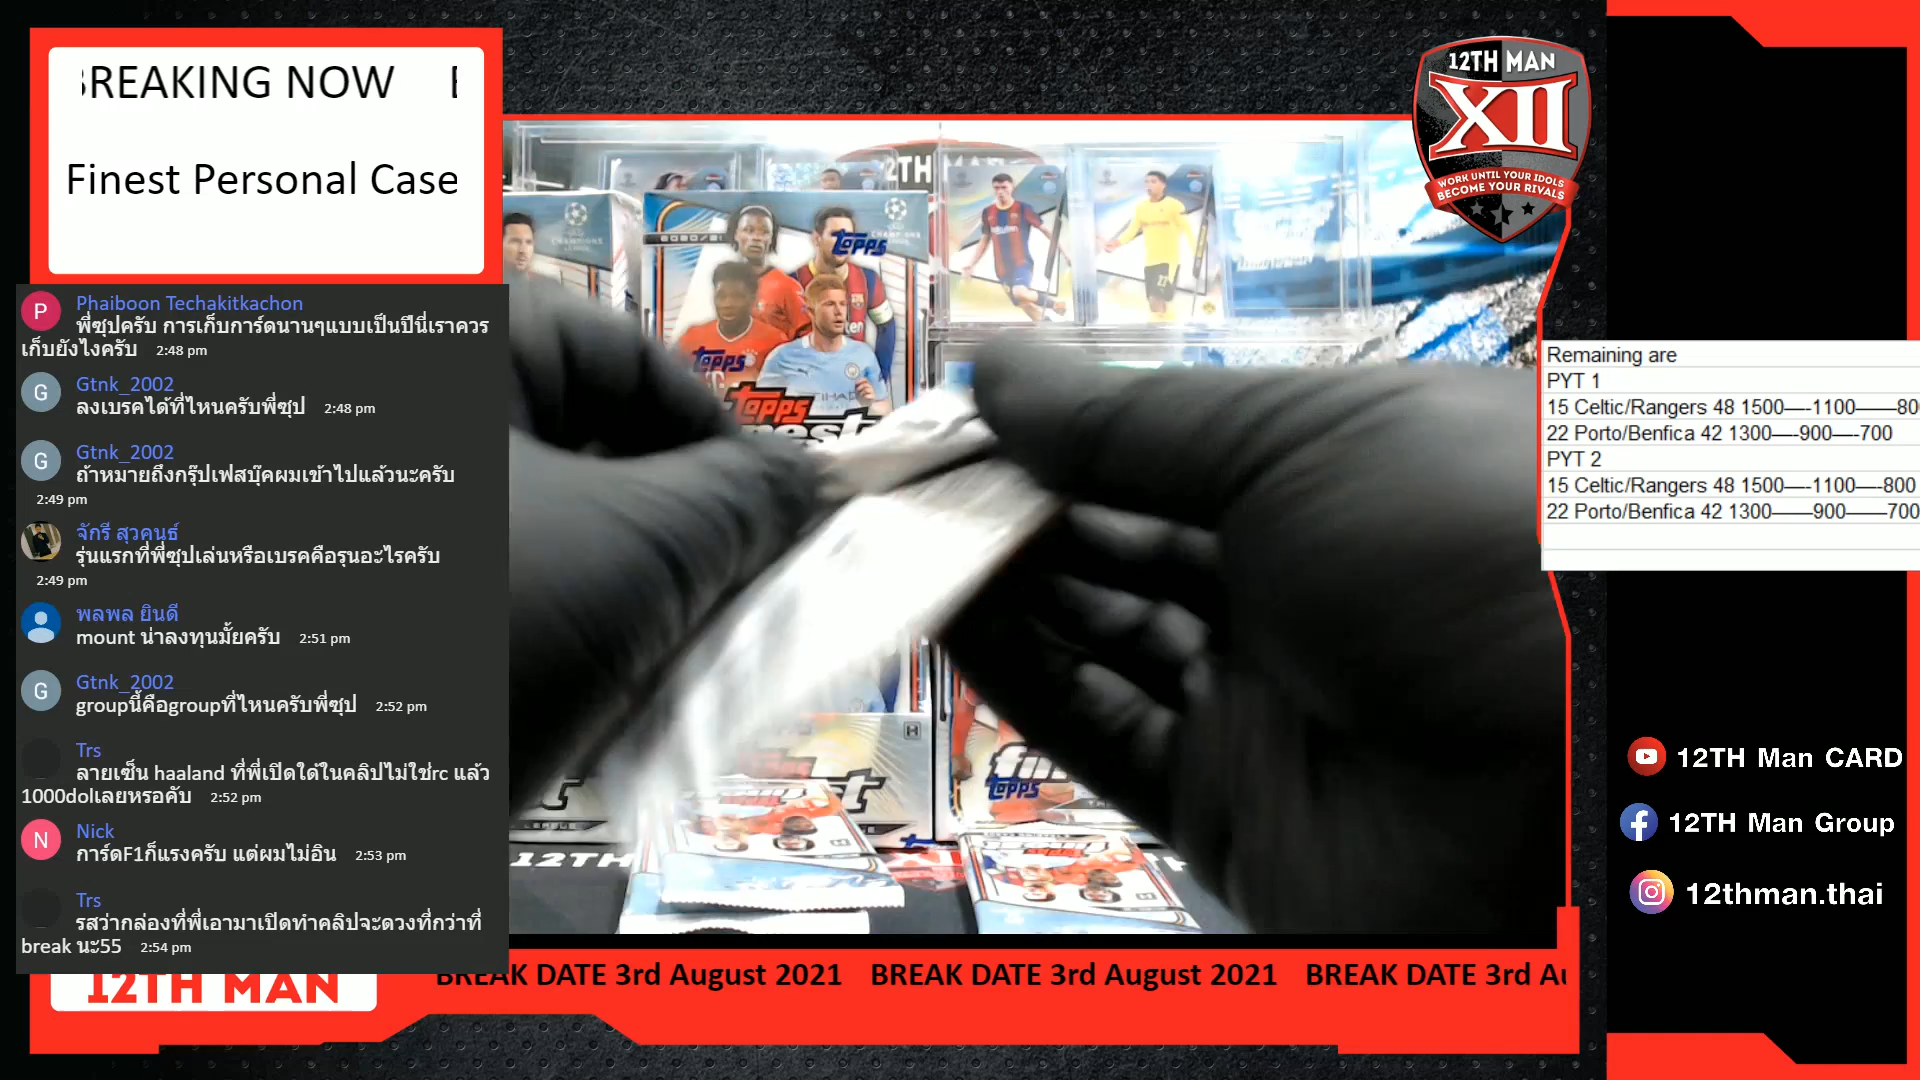 BREAKING NOW
Finest Personal Case
Phaiboon Techakitkachon
พี่ซุปครับ การเก็บการ์ดนานๆแบบเป็นปีนี่เราควร
เก็บยังไงครับ 2:48 pm
Gtnk_2002
ลงเบรคได้ที่ไหนครับพี่ซุป 2:48 pm
Gtnk_2002
ถ้าหมายถึงกรุ๊ปเฟสบุ๊คผมเข้าไปแล้วนะครับ
2:49 pm
จักรี สุวคนธ์
รุ่นแรกที่พี่ซุปเล่นหรือเบรคคือรุนอะไรครับ
2:49 pm
พลพล ยินดี
mount น่าลงทุนมั้ยครับ 2:51 pm
Gtnk_2002
groupนี้คือgroupที่ไหนครับพี่ซุป 2:52 pm
Trs
ลายเซ็น haaland ที่พี่เปิดใด้ในคลิปไม่ใช่rc แล้ว
1000dolเลยหรอคับ 2:52 pm
Nick
การ์ดF1ก็แรงครับ แต่ผมไม่อิน 2:53 pm
Trs
รสว่ากล่องที่พี่เอามาเปิดทำคลิปจะดวงที่กว่าที่
break นะ55 2:54 pm
12TH MAN
BREAK DATE 3rd August 2021 BREAK DATE 3rd August 2021 BREAK DATE 3rd Au
12TH MAN
XII
WORK UNTIL YOUR IDOLS
BECOME YOUR RIVALS
12TH
2020/21
topps
CHAMPIONS
topps
topps
finest
topps
12TH
Remaining are
PYT 1
15 Celtic/Rangers 48 1500—-1100——80
22 Porto/Benfica 42 1300—-900—-700
PYT 2
15 Celtic/Rangers 48 1500—-1100—-800
22 Porto/Benfica 42 1300——900——700
12TH Man CARD
12TH Man Group
12thman.thai